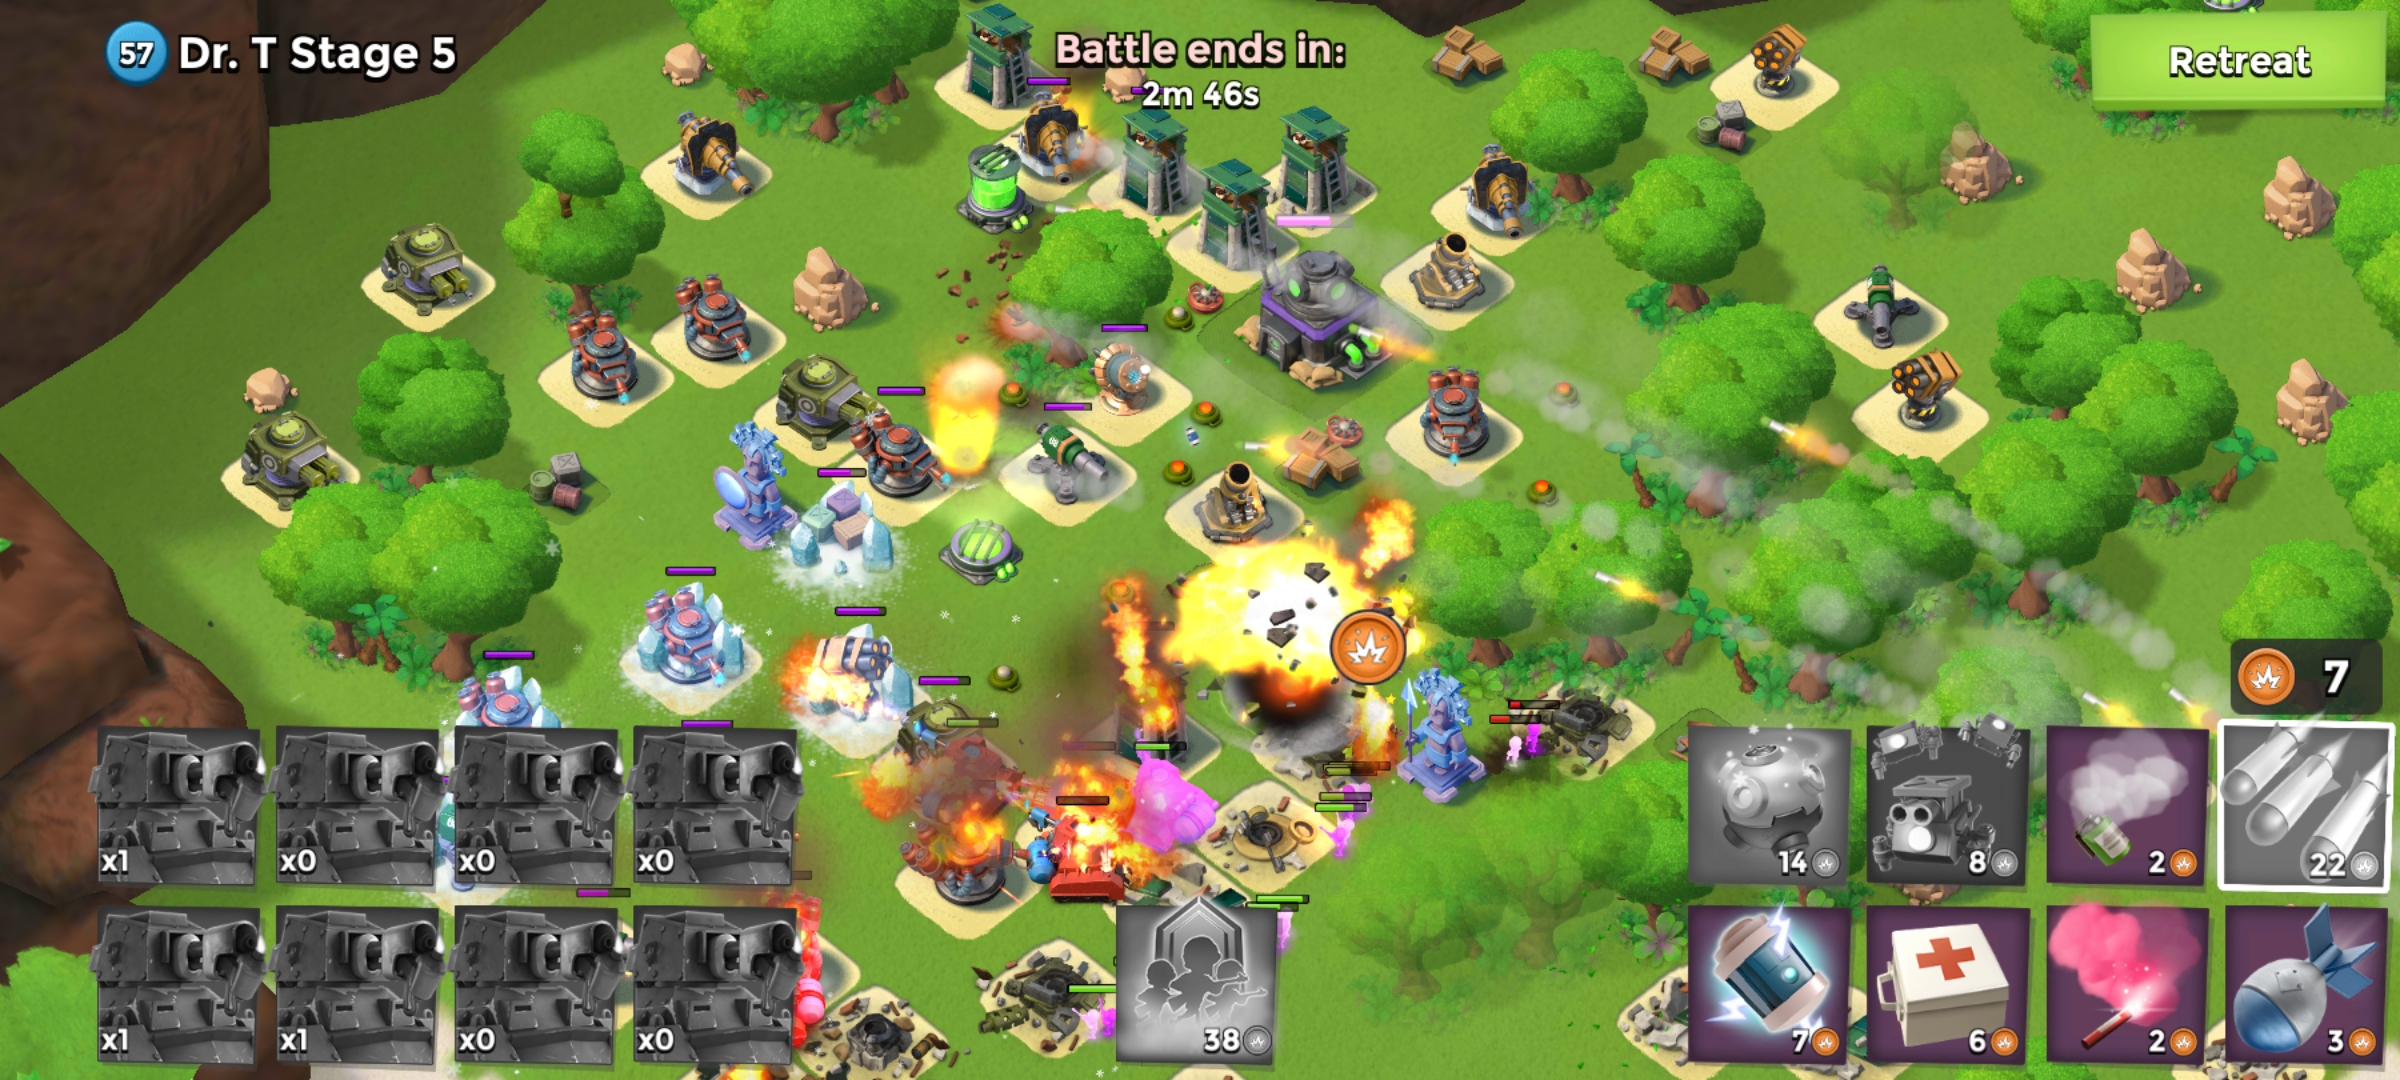 57 Dr. T Stage 5
Battle ends in:
2m 46s
Retreat
7
x1
x0
x0
x0
14
8
2
22
x1
x1
x0
x0
38
7
6
2
3